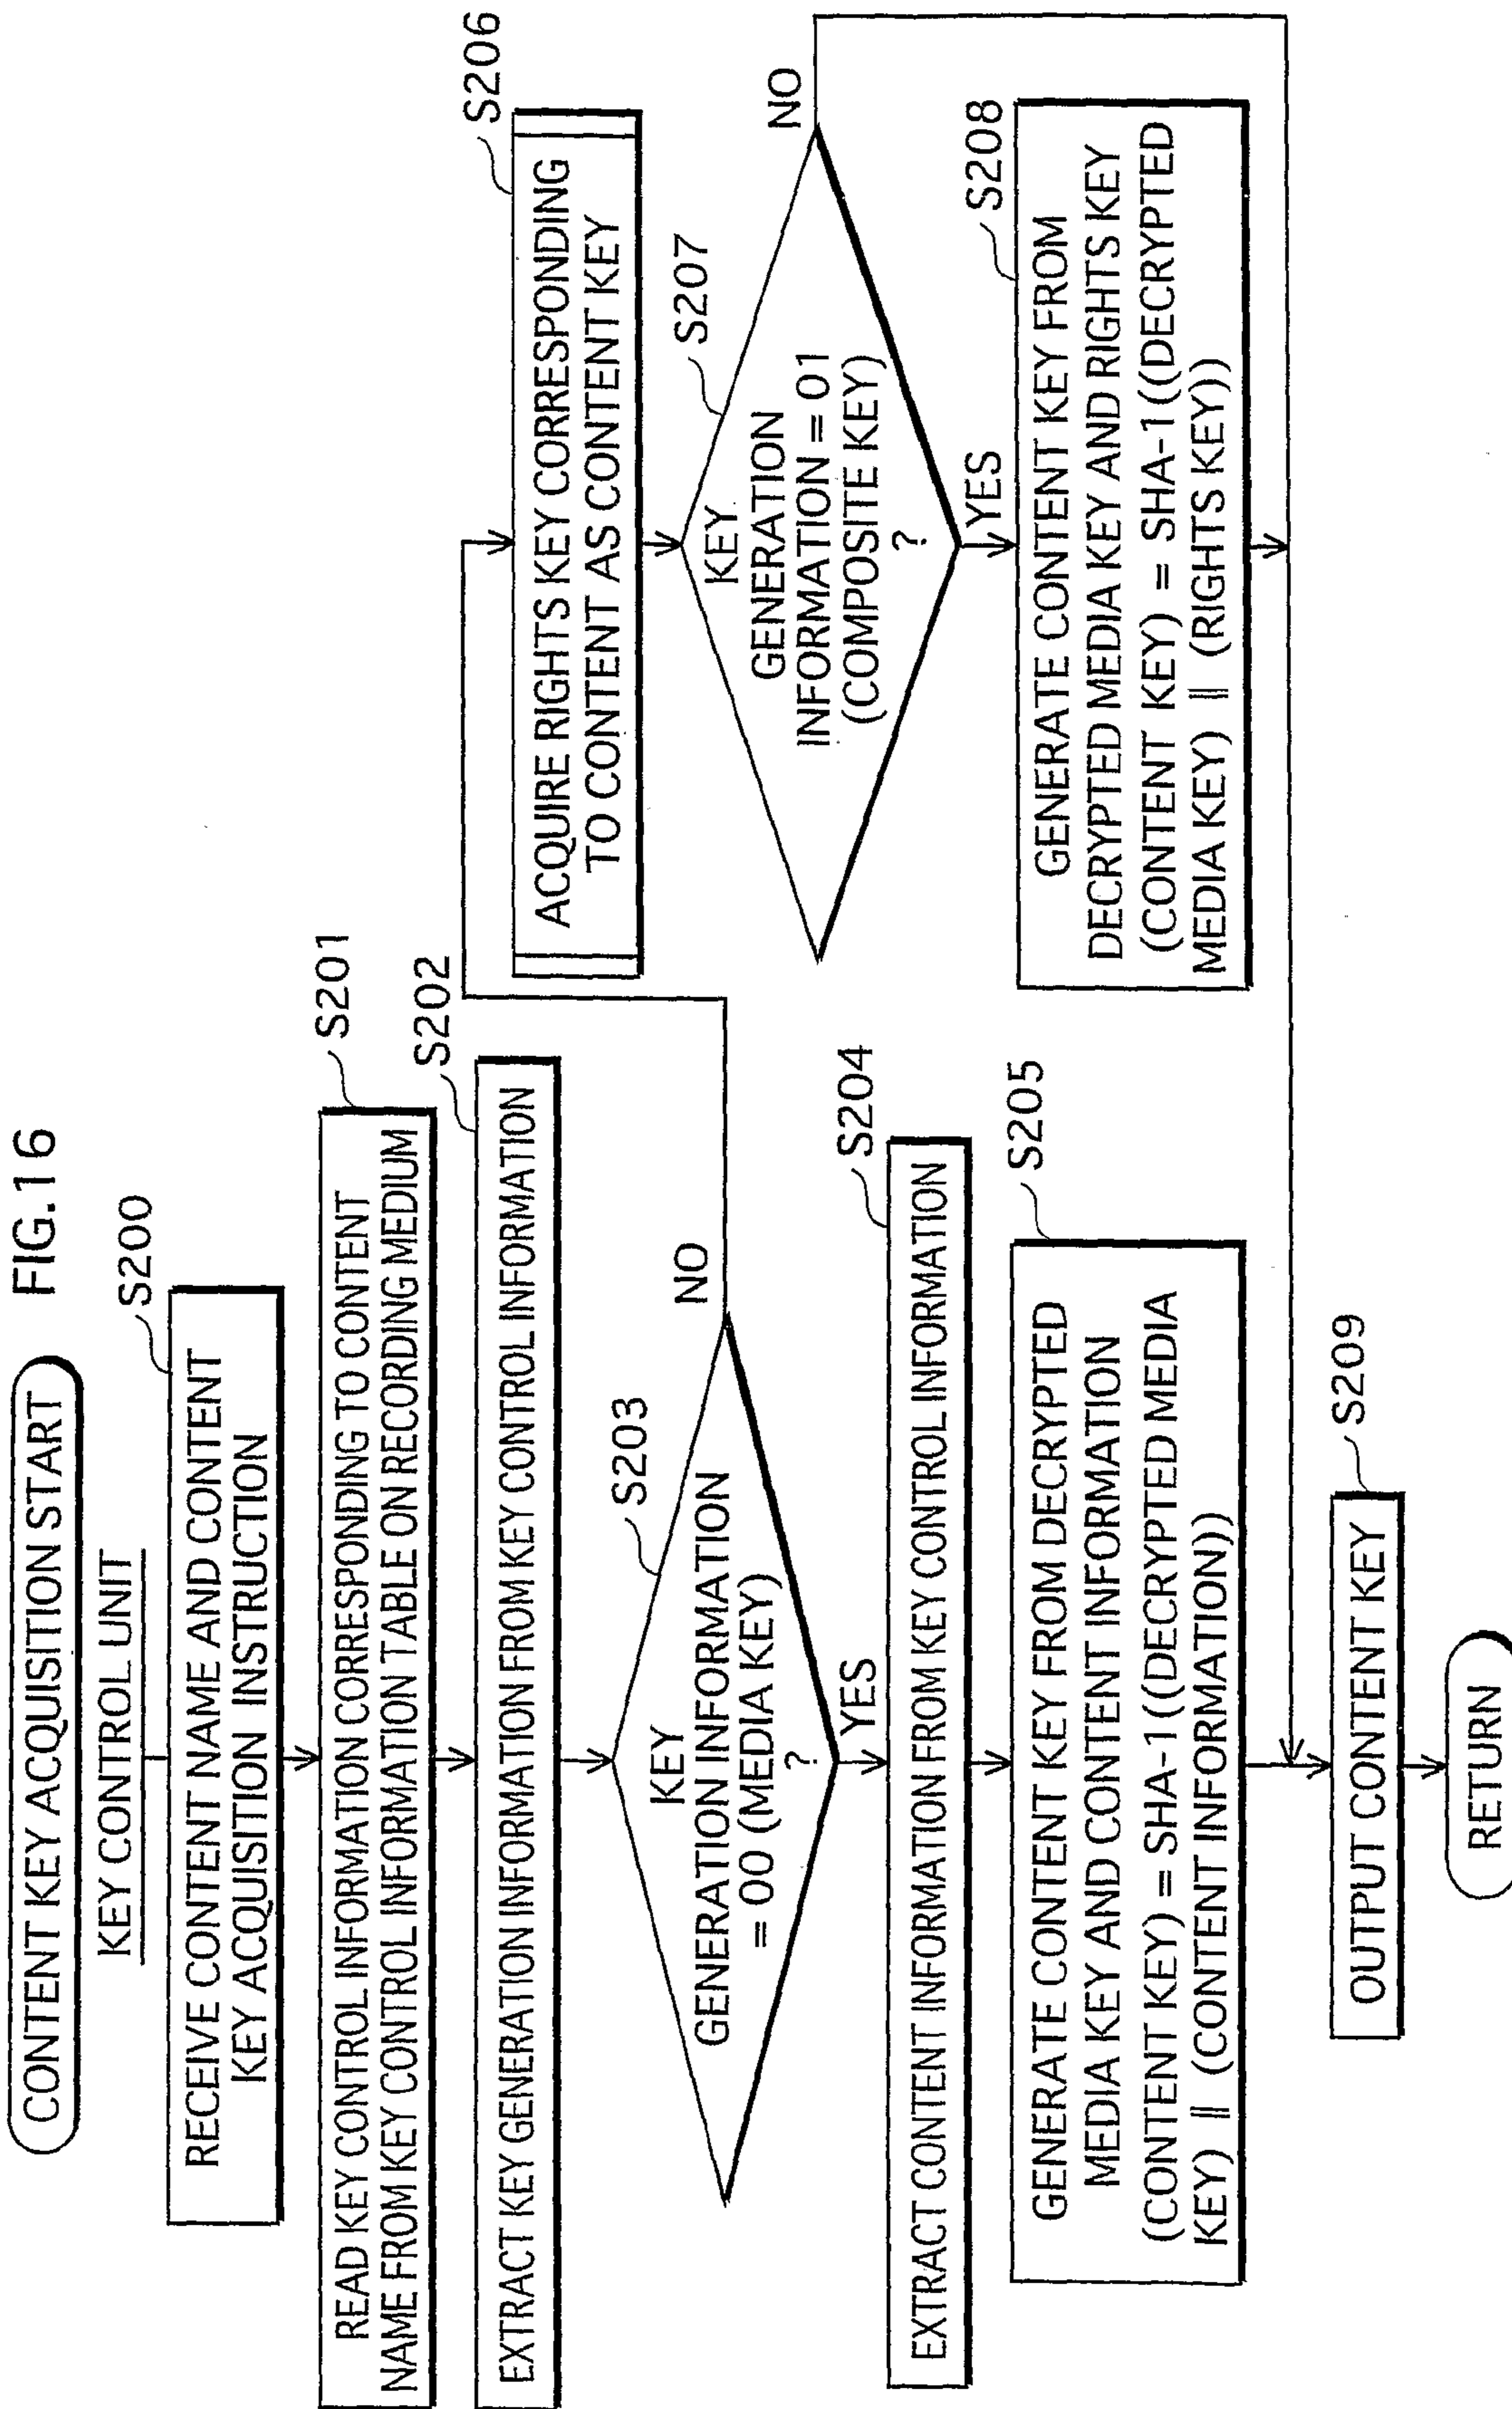 FIG.16
CONTENT KEY ACQUISITION START
KEY CONTROL UNIT
S200
RECEIVE CONTENT NAME AND CONTENT
KEY ACQUISITION INSTRUCTION
S201
READ KEY CONTROL INFORMATION CORRESPONDING TO CONTENT
NAME FROM KEY CONTROL INFORMATION TABLE ON RECORDING MEDIUM
S202
EXTRACT KEY GENERATION INFORMATION FROM KEY CONTROL INFORMATION
S203
KEY
GENERATION INFORMATION
= 00 (MEDIA KEY)
?
NO
YES
S204
EXTRACT CONTENT INFORMATION FROM KEY CONTROL INFORMATION
S205
GENERATE CONTENT KEY FROM DECRYPTED
MEDIA KEY AND CONTENT INFORMATION
(CONTENT KEY) = SHA-1((DECRYPTED MEDIA
KEY) || (CONTENT INFORMATION))
S206
ACQUIRE RIGHTS KEY CORRESPONDING
TO CONTENT AS CONTENT KEY
S207
KEY
GENERATION
INFORMATION = 01
(COMPOSITE KEY)
?
NO
YES
S208
GENERATE CONTENT KEY FROM
DECRYPTED MEDIA KEY AND RIGHTS KEY
(CONTENT KEY) = SHA-1((DECRYPTED
MEDIA KEY) || (RIGHTS KEY))
S209
OUTPUT CONTENT KEY
RETURN